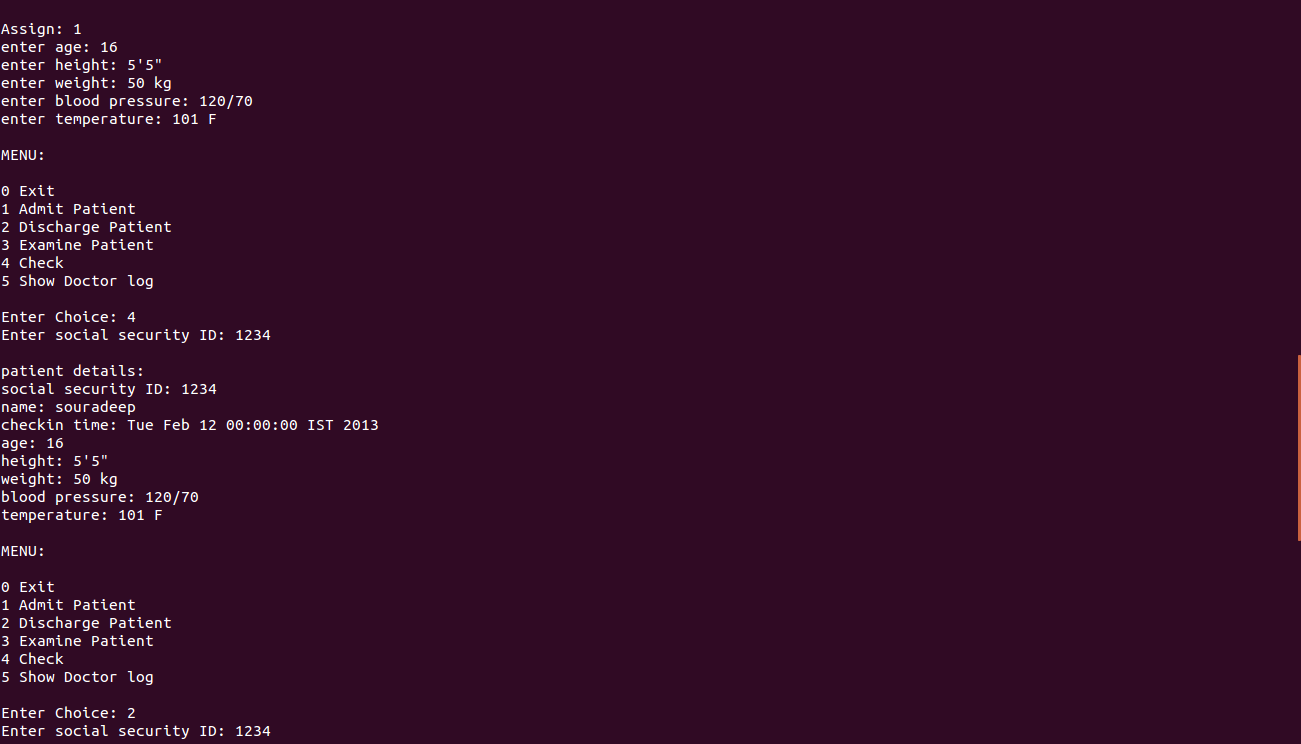 Assign: 1
enter age: 16
enter height: 5'5"
enter weight: 50 kg
enter blood pressure: 120/70
enter temperature: 101 F
MENU:
0 Exit
1 Admit Patient
2 Discharge Patient
3 Examine Patient
4 Check
5 Show Doctor log
Enter Choice: 4
Enter social security ID: 1234
patient details:
social security ID: 1234
name: souradeep
checkin time: Tue Feb 12 00:00:00 IST 2013
age: 16
height: 5'5"
weight: 50 kg
blood pressure: 120/70
temperature: 101 F
MENU:
0 Exit
1 Admit Patient
2 Discharge Patient
3 Examine Patient
4 Check
5 Show Doctor log
Enter Choice: 2
Enter social security ID: 1234